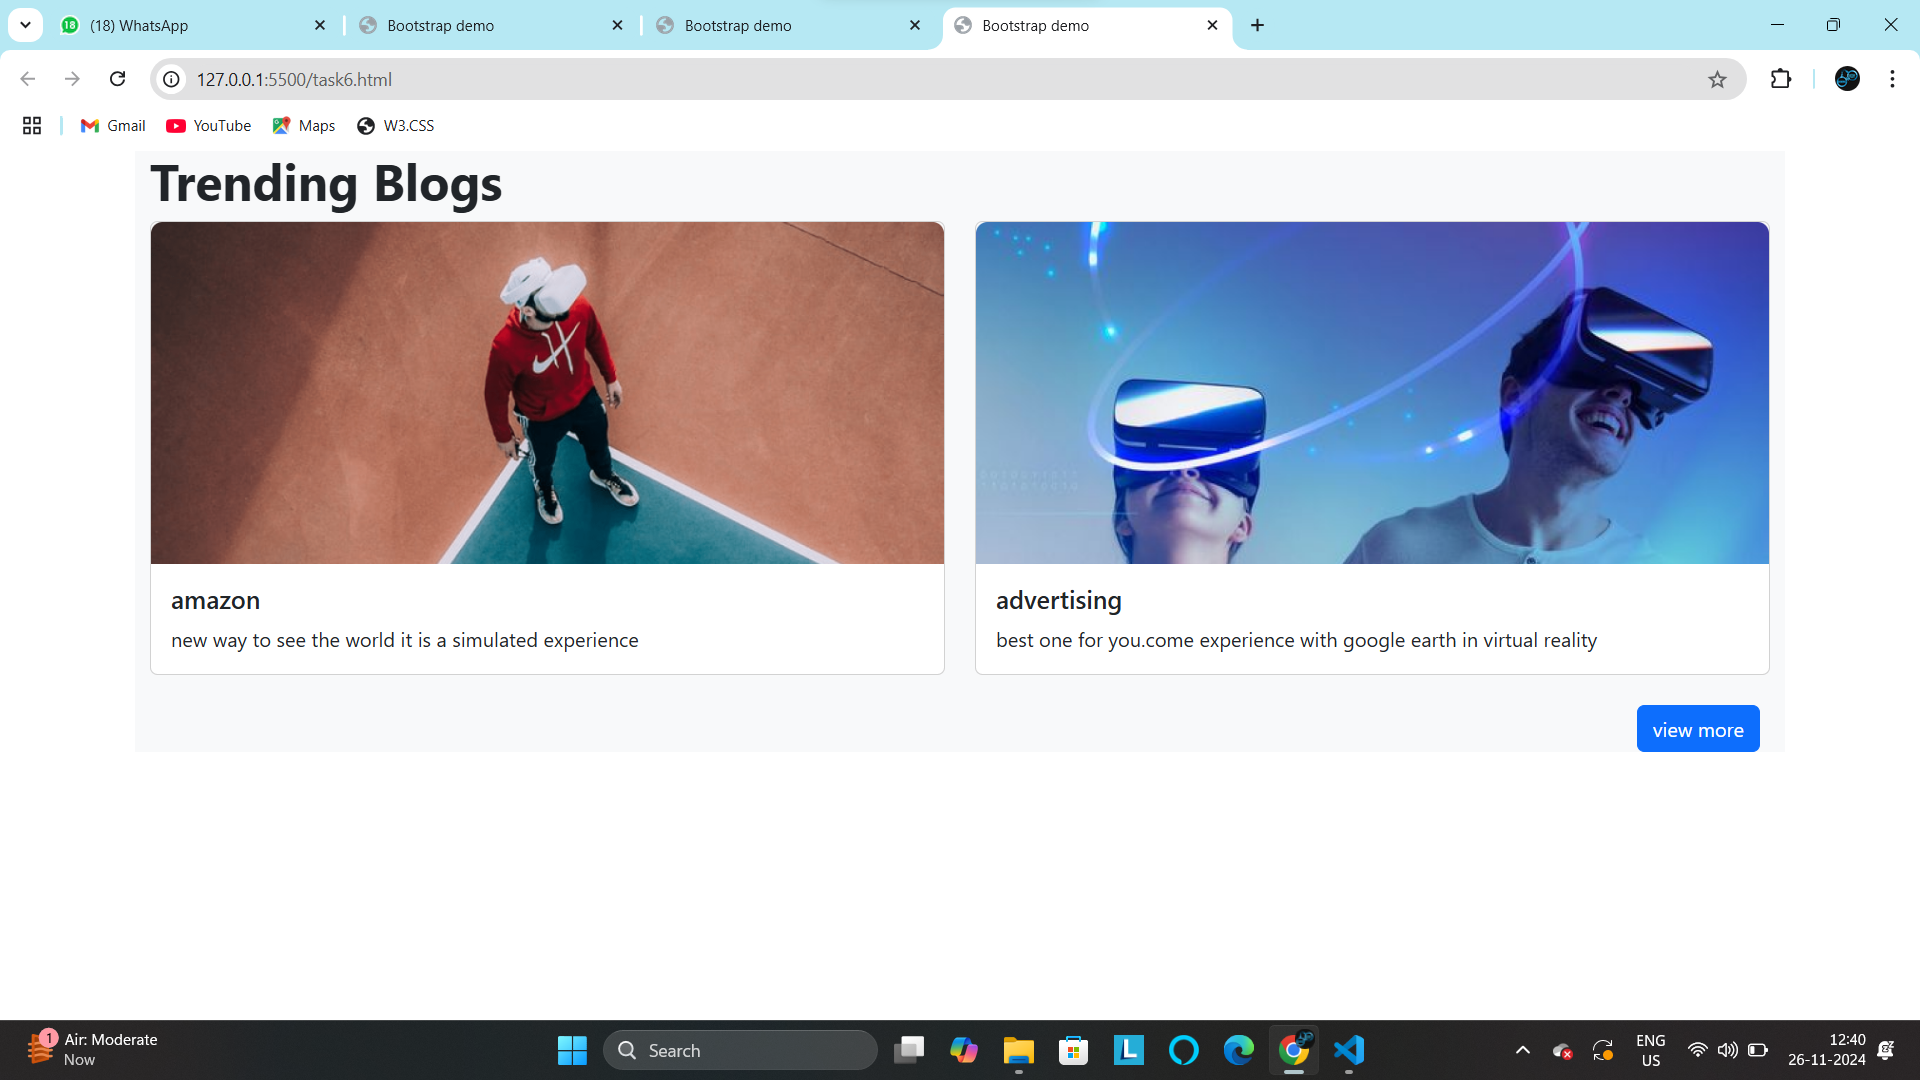 18 (18) WhatsApp
Bootstrap demo
Bootstrap demo
Bootstrap demo
127.0.0.1:5500/task6.html
Gmail
YouTube
Maps
W3.CSS
Trending Blogs
amazon
new way to see the world it is a simulated experience
advertising
best one for you.come experience with google earth in virtual reality
view more
1
Air: Moderate
Now
Search
L
ENG
US
12:40
26-11-2024